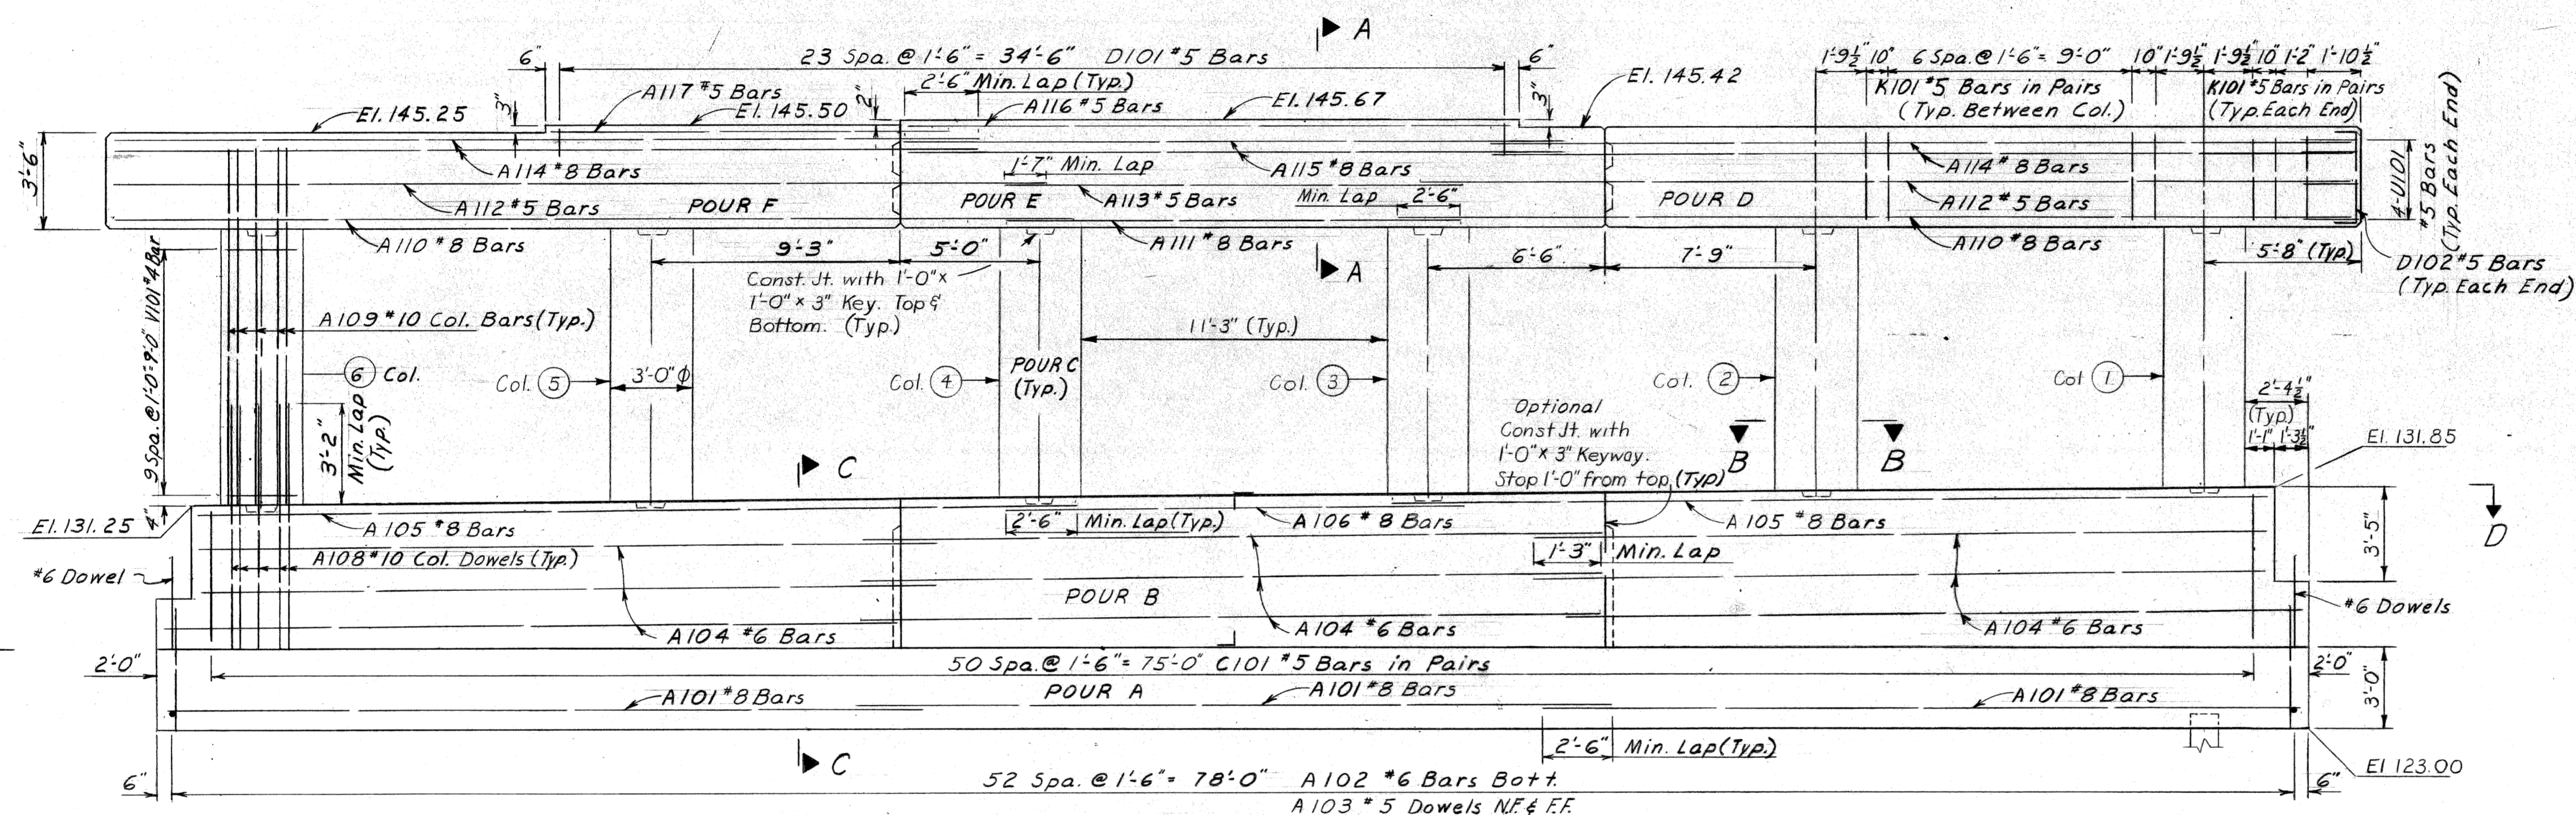 A
23 Spa. @ 1'-6" = 34'-6" D101 #5 Bars
6"
6"
1'-9½" 10" 6 Spa. @ 1'-6" = 9'-0" 10" 1'-9½" 1'-9½" 10" 1'-2" 1'-10½"
2'-6" Min. Lap (Typ.)
El. 145.42
K101 #5 Bars in Pairs
(Typ. Between Col.)
K101 #5 Bars in Pairs
(Typ. Each End)
A117 #5 Bars
A116 #5 Bars
El. 145.67
El. 145.25
El. 145.50
3"
2"
3"
3'-6"
A114 #8 Bars
1'-7" Min. Lap
A115 #8 Bars
A114 #8 Bars
4-U101
#5 Bars
(Typ. Each End)
A112 #5 Bars
POUR F
POUR E
A113 #5 Bars
Min. Lap 2'-6"
POUR D
A112 #5 Bars
A110 #8 Bars
A111 #8 Bars
A110 #8 Bars
9'-3"
5'-0"
6'-6"
7'-9"
5'-8" (Typ.)
D102 #5 Bars
(Typ. Each End)
A
Const. Jt. with 1'-0" x
1'-0" x 3" Key. Top &
Bottom. (Typ.)
9 Spa. @ 1'-0" = 9'-0" V101 #4 Bar
A109 #10 Col. Bars (Typ.)
11'-3" (Typ.)
6 Col.
Col. 5
3'-0" ϕ
Col. 4
POUR C
(Typ.)
Col. 3
Col. 2
Col 1
3'-2"
Min. Lap
(Typ.)
Optional
Const Jt. with
1'-0" x 3" Keyway.
Stop 1'-0" from top (Typ)
2'-4½"
(Typ.)
1'-1" 1'-3½"
El. 131.85
B
B
C
4"
El. 131.25
A105 #8 Bars
2'-6" Min. Lap (Typ.)
A106 #8 Bars
A105 #8 Bars
3'-5"
D
A108 #10 Col. Dowels (Typ.)
1'-3" Min. Lap
#6 Dowel
POUR B
#6 Dowels
A104 #6 Bars
A104 #6 Bars
A104 #6 Bars
2'-0"
50 Spa. @ 1'-6" = 75'-0" C101 #5 Bars in Pairs
2'-0"
A101 #8 Bars
POUR A
A101 #8 Bars
A101 #8 Bars
3'-0"
2'-6" Min. Lap (Typ.)
C
6"
52 Spa. @ 1'-6" = 78'-0" A102 #6 Bars Bott.
6"
El 123.00
A103 #5 Dowels N.F. & F.F.